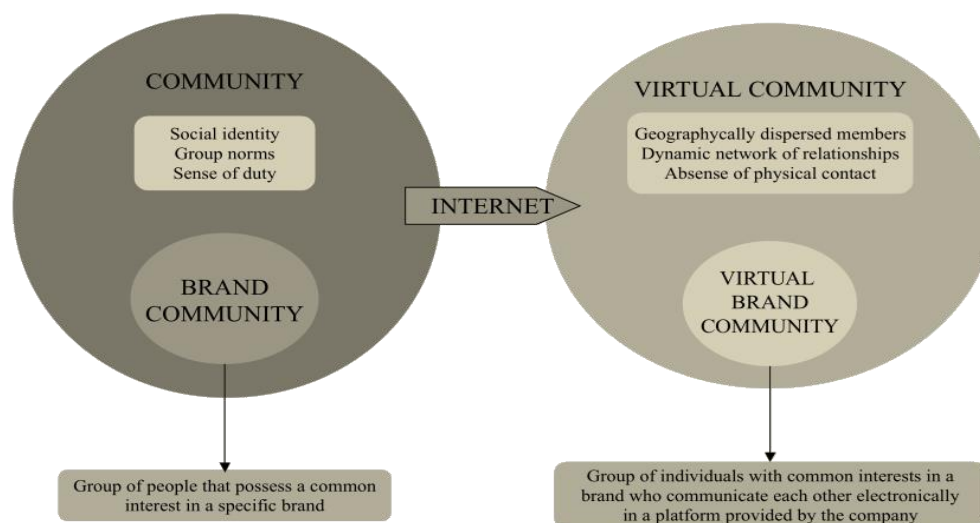 COMMUNITY
Social identity
Group norms
Sense of duty
BRAND
COMMUNITY
Group of people that possess a common
interest in a specific brand
INTERNET
VIRTUAL COMMUNITY
Geographycally dispersed members
Dynamic network of relationships
Absense of physical contact
VIRTUAL
BRAND
COMMUNITY
Group of individuals with common interests in a
brand who communicate each other electronically
in a platform provided by the company